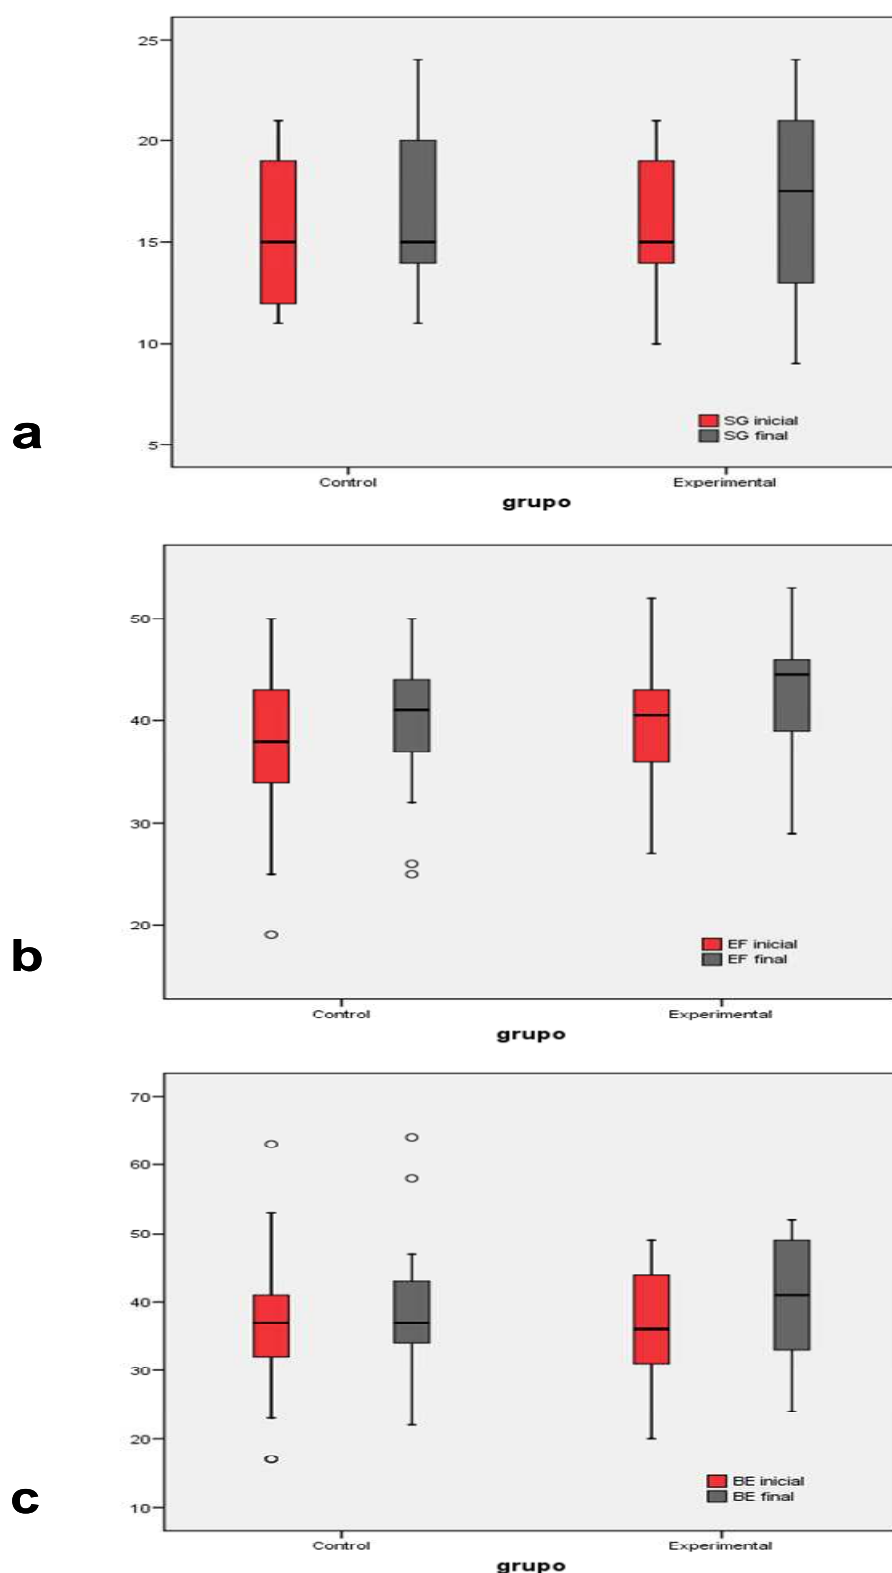 25
20
15
10
5
a
SG inicial
SG final
Control
Experimental
grupo
50
40
30
20
b
EF inicial
EF final
Control
Experimental
grupo
70
60
50
40
30
20
10
c
BE inicial
BE final
Control
Experimental
grupo